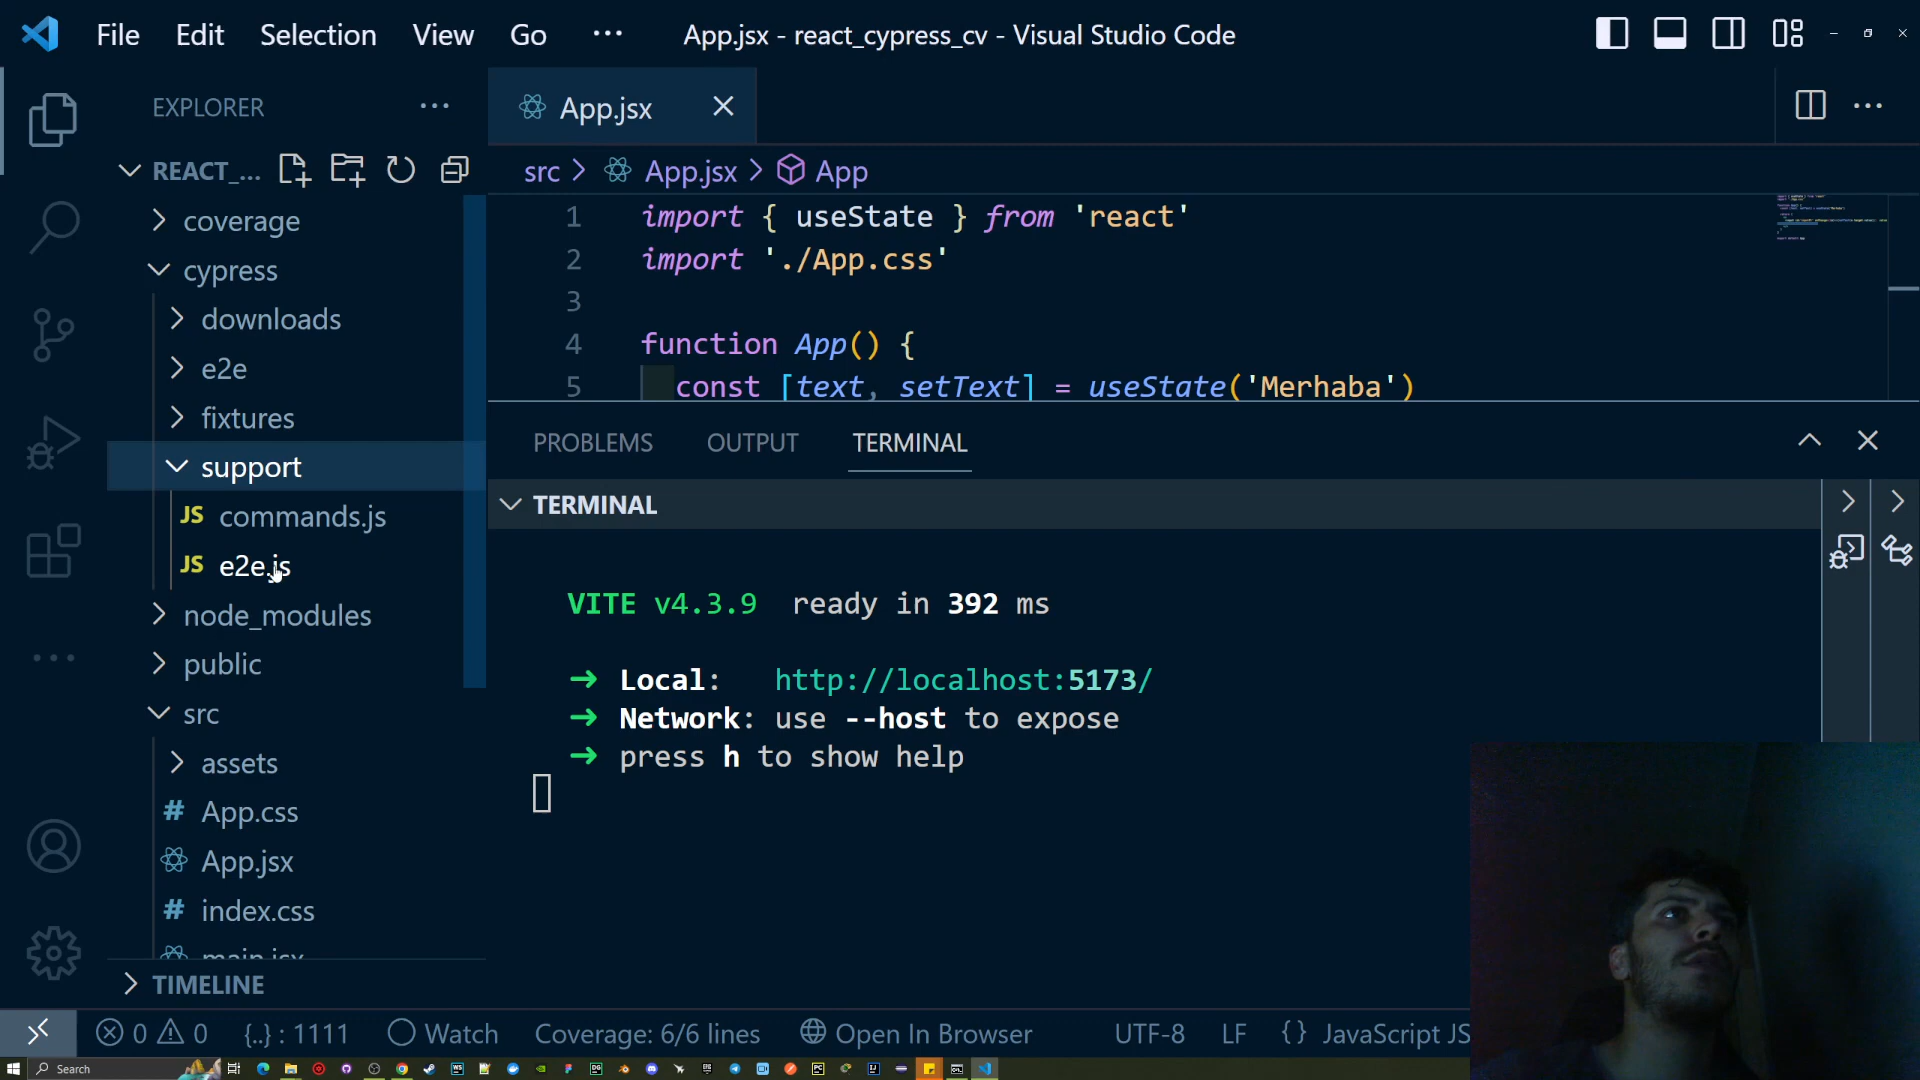 File Edit Selection View Go ··· App.jsx - react_cypress_cv - Visual Studio Code
EXPLORER ···
App.jsx
REACT_...
src > App.jsx > App
coverage
cypress
downloads
e2e
fixtures
support
JS commands.js
JS e2e.js
node_modules
public
src
assets
# App.css
App.jsx
# index.css
main.jsx
TIMELINE
1 import { useState } from 'react'
2 import './App.css'
3
4 function App() {
5 const [text, setText] = useState('Merhaba')
PROBLEMS OUTPUT TERMINAL
TERMINAL
VITE v4.3.9 ready in 392 ms
➜ Local: http://localhost:5173/
➜ Network: use --host to expose
➜ press h to show help
0 0 {..} : 1111 Watch Coverage: 6/6 lines Open In Browser UTF-8 LF {} JavaScript JS
Search